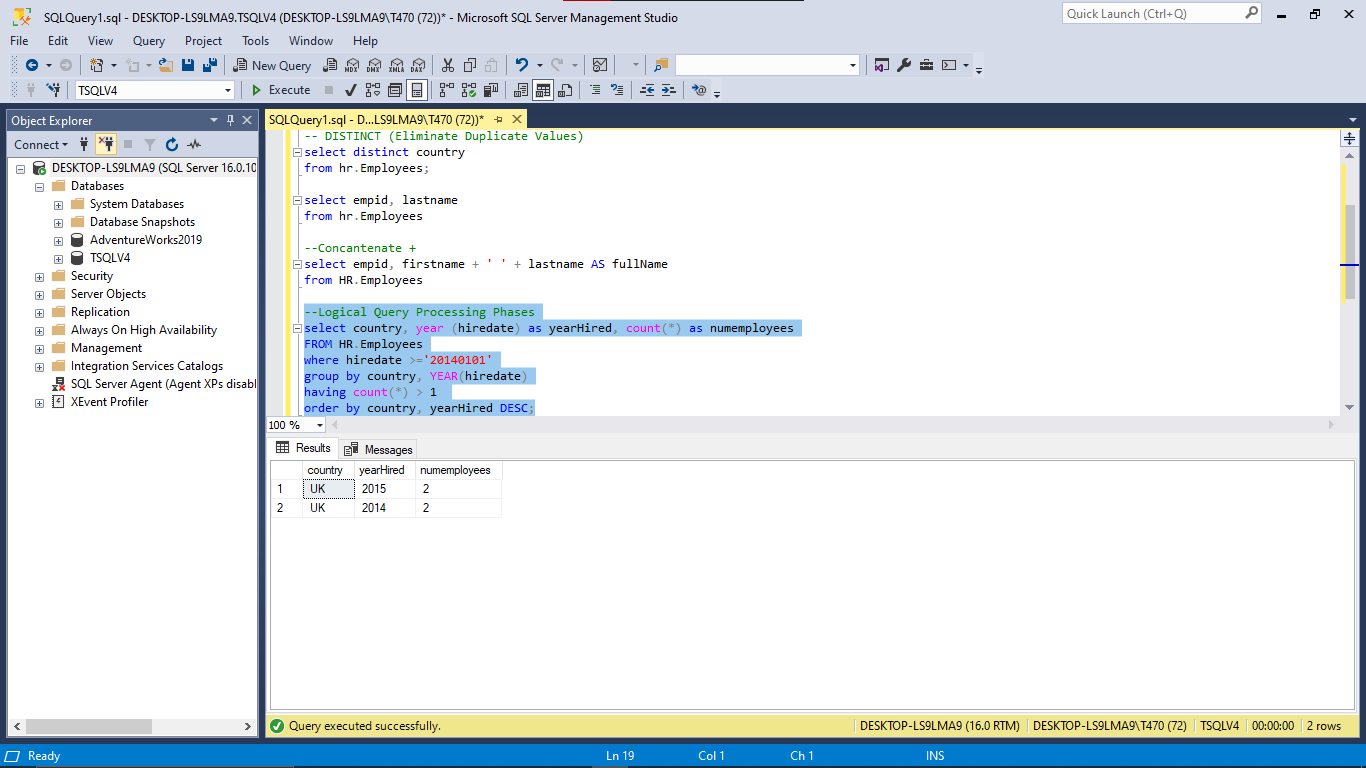 SQLQuery1.sql - DESKTOP-LS9LMA9.TSQLV4 (DESKTOP-LS9LMA9\T470 (72))* - Microsoft SQL Server Management Studio
Quick Launch (Ctrl+Q)
File Edit View Query Project Tools Window Help
New Query MDX DMX XMLA DAX
TSQLV4 Execute
Object Explorer
SQLQuery1.sql - D...LS9LMA9\T470 (72))*
Connect
DESKTOP-LS9LMA9 (SQL Server 16.0.10
Databases
System Databases
Database Snapshots
AdventureWorks2019
TSQLV4
Security
Server Objects
Replication
Always On High Availability
Management
Integration Services Catalogs
SQL Server Agent (Agent XPs disabl
XEvent Profiler
-- DISTINCT (Eliminate Duplicate Values)
select distinct country
from hr.Employees;
select empid, lastname
from hr.Employees
--Concantenate +
select empid, firstname + ' ' + lastname AS fullName
from HR.Employees
--Logical Query Processing Phases
select country, year (hiredate) as yearHired, count(*) as numemployees
FROM HR.Employees
where hiredate >='20140101'
group by country, YEAR(hiredate)
having count(*) > 1
order by country, yearHired DESC;
100 %
Results Messages
country yearHired numemployees
1 UK 2015 2
2 UK 2014 2
Query executed successfully. DESKTOP-LS9LMA9 (16.0 RTM) DESKTOP-LS9LMA9\T470 (72) TSQLV4 00:00:00 2 rows
Ready Ln 19 Col 1 Ch 1 INS